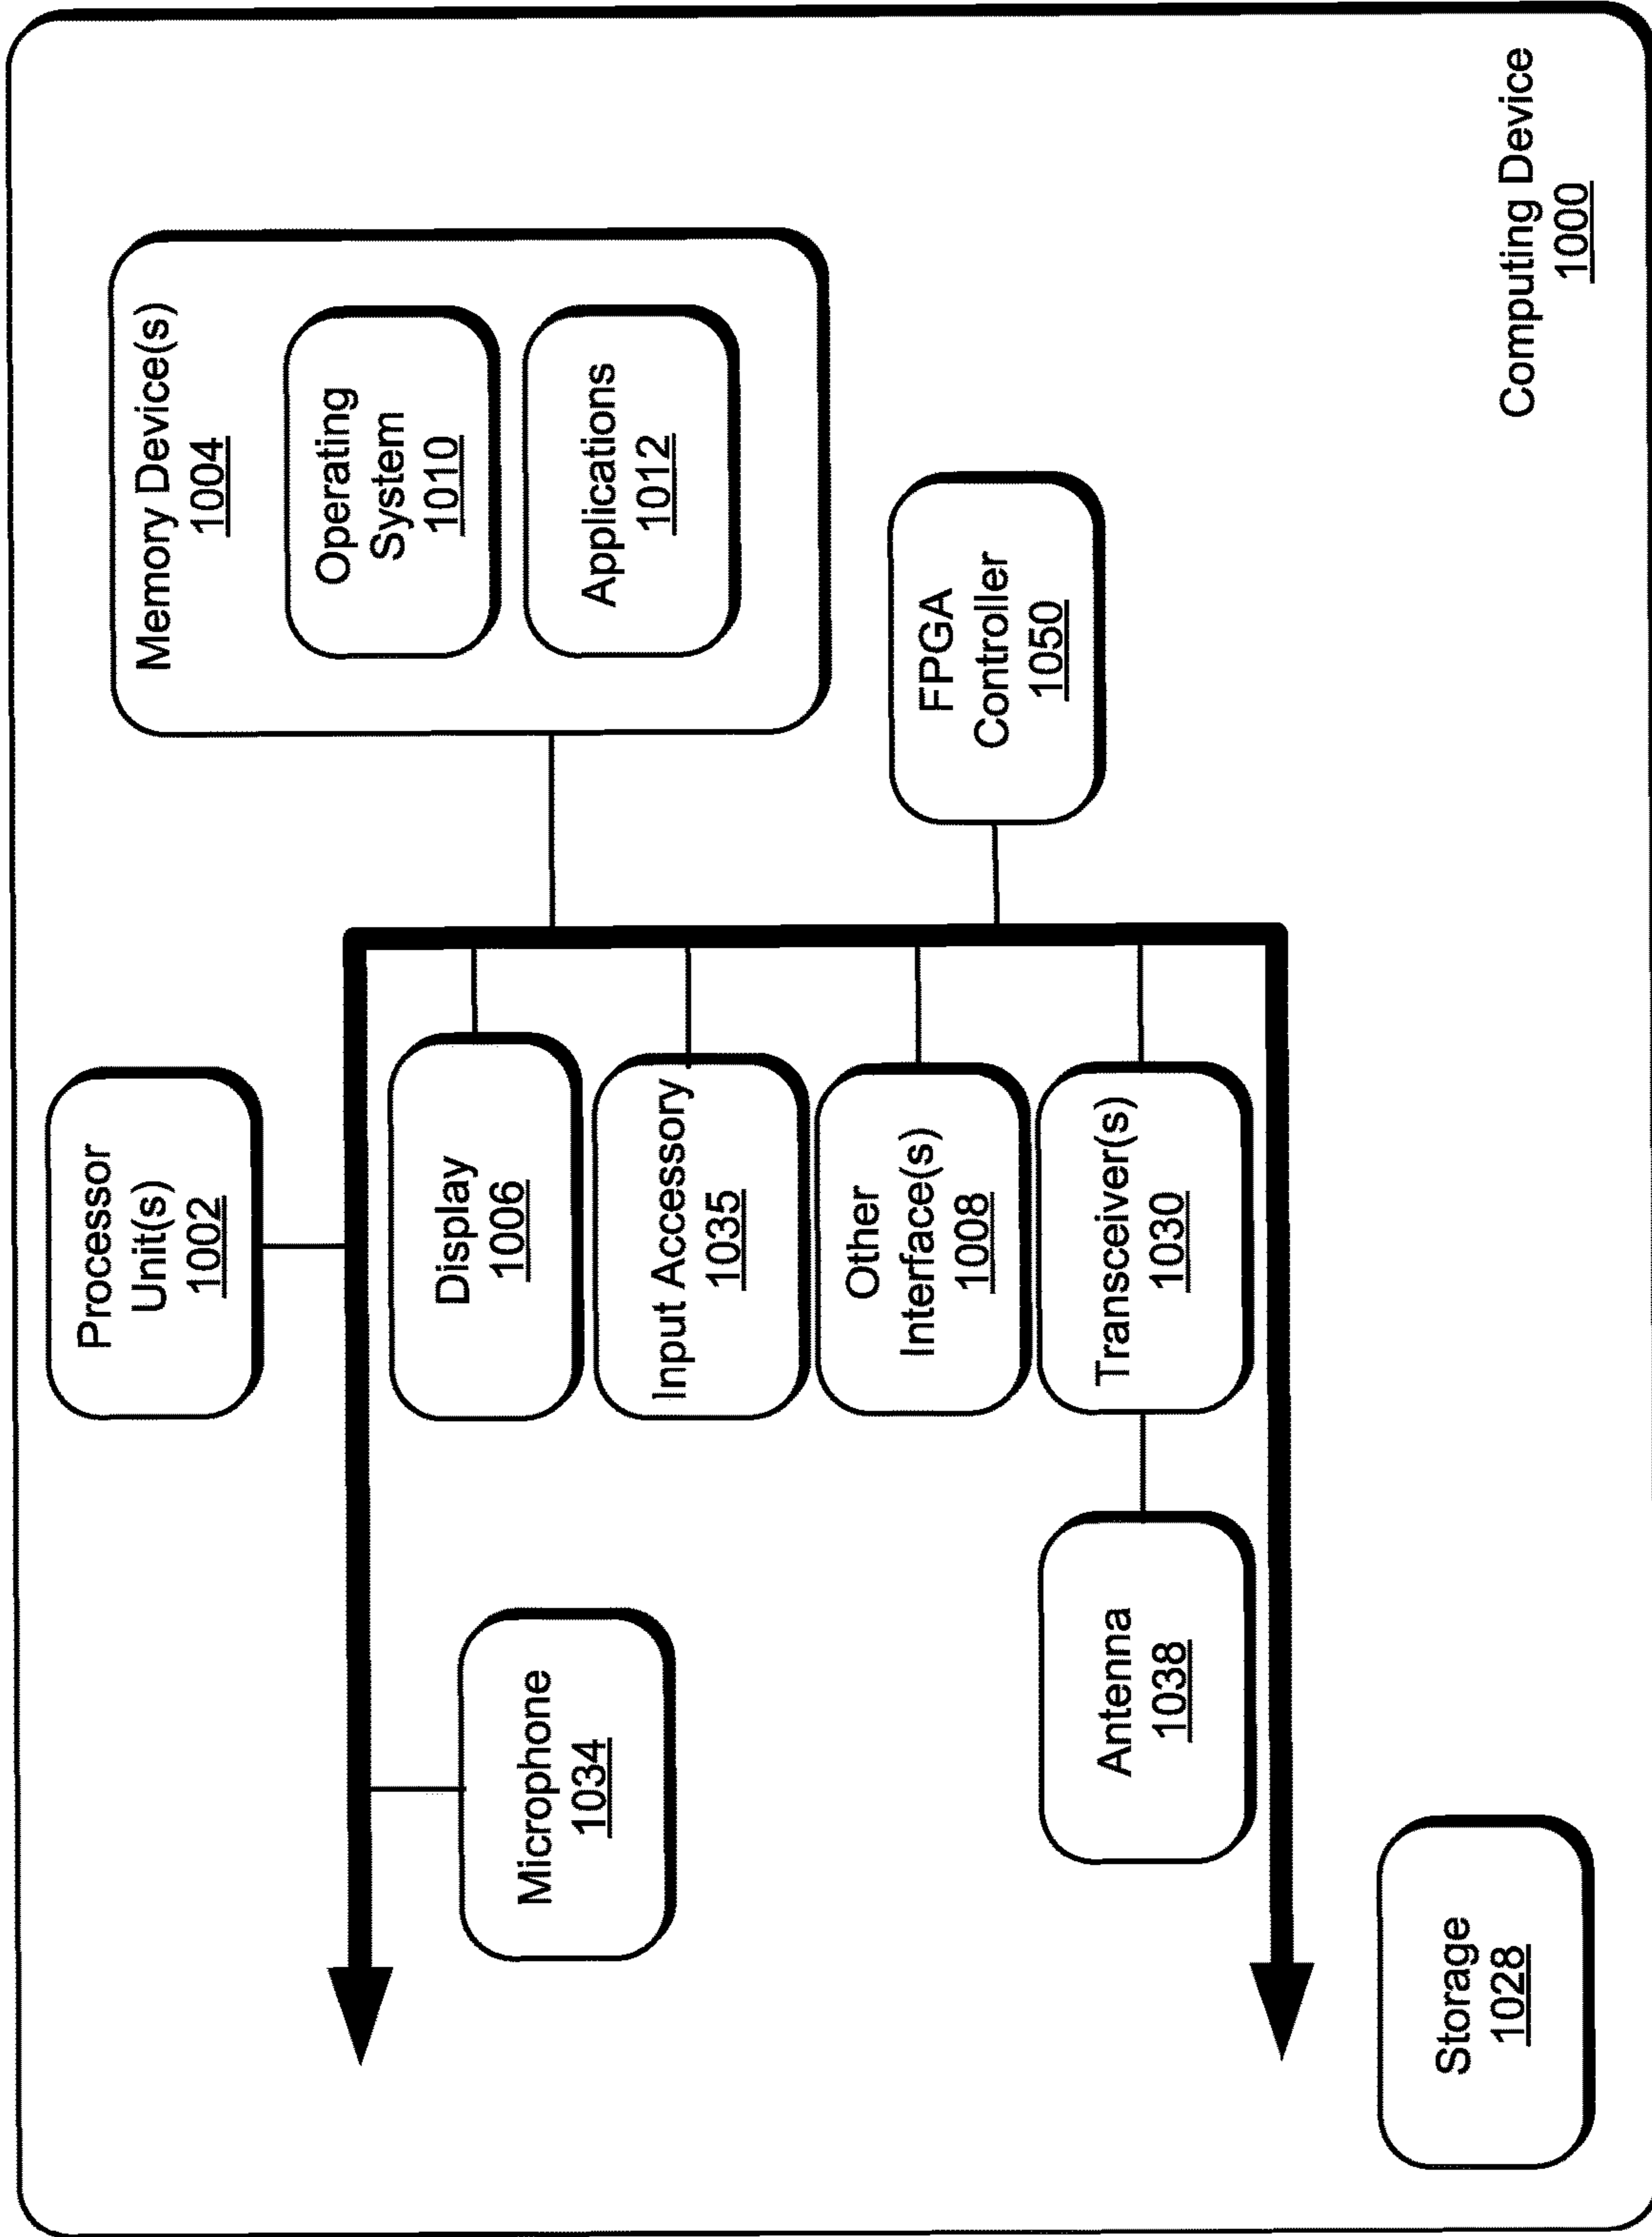 Processor
Unit(s)
1002
Memory Device(s)
1004
Operating
System
1010
Applications
1012
Display
1006
Microphone
1034
Input Accessory
1035
Other
Interface(s)
1008
FPGA
Controller
1050
Antenna
1038
Transceiver(s)
1030
Storage
1028
Computing Device
1000